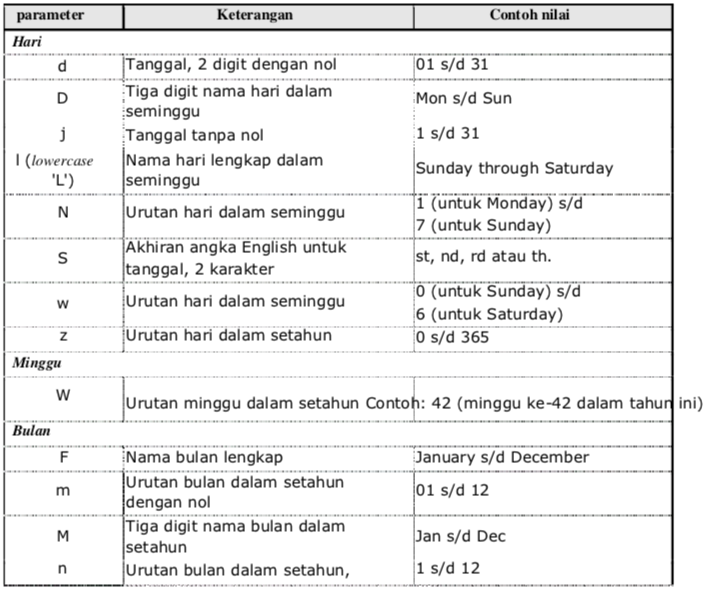 parameter Keterangan Contoh nilai
Hari
d Tanggal, 2 digit dengan nol 01 s/d 31
D Tiga digit nama hari dalam
seminggu Mon s/d Sun
j Tanggal tanpa nol 1 s/d 31
l (lowercase
'L') Nama hari lengkap dalam
seminggu Sunday through Saturday
N Urutan hari dalam seminggu 1 (untuk Monday) s/d
7 (untuk Sunday)
S Akhiran angka English untuk
tanggal, 2 karakter st, nd, rd atau th.
w Urutan hari dalam seminggu 0 (untuk Sunday) s/d
6 (untuk Saturday)
z Urutan hari dalam setahun 0 s/d 365
Minggu
W Urutan minggu dalam setahun Contoh: 42 (minggu ke-42 dalam tahun ini)
Bulan
F Nama bulan lengkap January s/d December
m Urutan bulan dalam setahun
dengan nol 01 s/d 12
M Tiga digit nama bulan dalam
setahun Jan s/d Dec
n Urutan bulan dalam setahun, 1 s/d 12